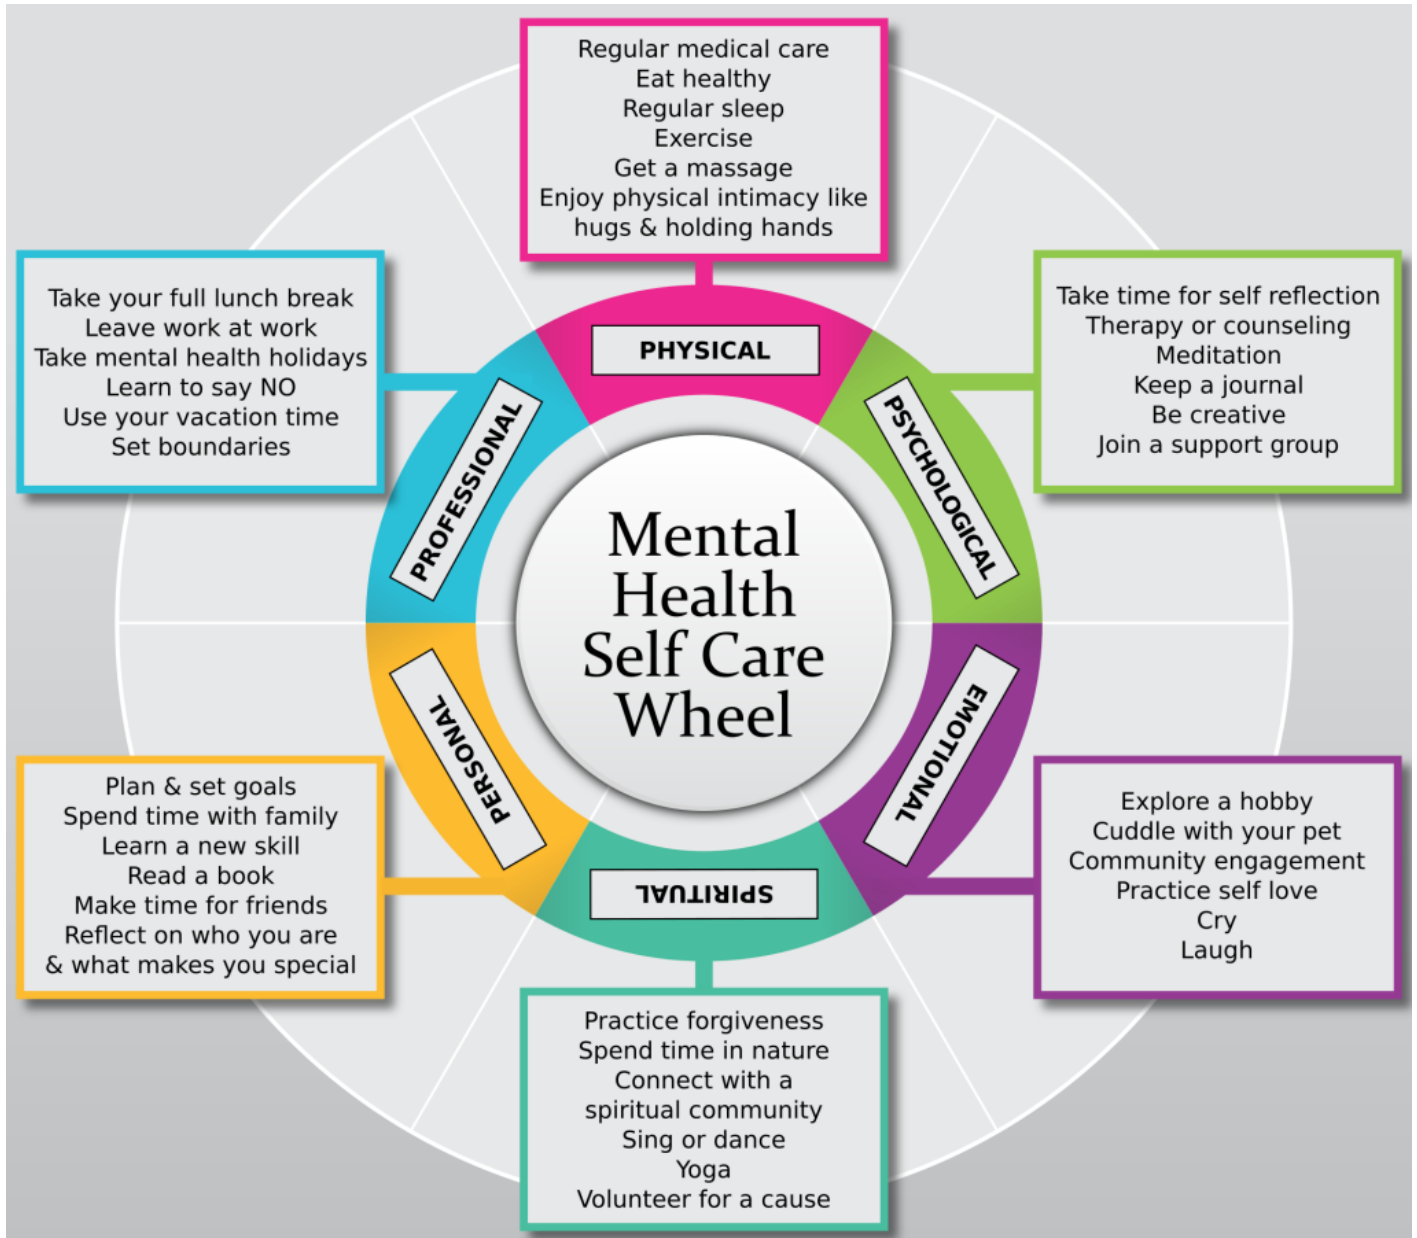 Regular medical care
Eat healthy
Regular sleep
Exercise
Get a massage
Enjoy physical intimacy like
hugs & holding hands
PHYSICAL
Take time for self reflection
Therapy or counseling
Meditation
Keep a journal
Be creative
Join a support group
PSYCHOLOGICAL
Explore a hobby
Cuddle with your pet
Community engagement
Practice self love
Cry
Laugh
EMOTIONAL
Practice forgiveness
Spend time in nature
Connect with a
spiritual community
Sing or dance
Yoga
Volunteer for a cause
SPIRITUAL
Plan & set goals
Spend time with family
Learn a new skill
Read a book
Make time for friends
Reflect on who you are
& what makes you special
PERSONAL
Take your full lunch break
Leave work at work
Take mental health holidays
Learn to say NO
Use your vacation time
Set boundaries
PROFESSIONAL
Mental
Health
Self Care
Wheel